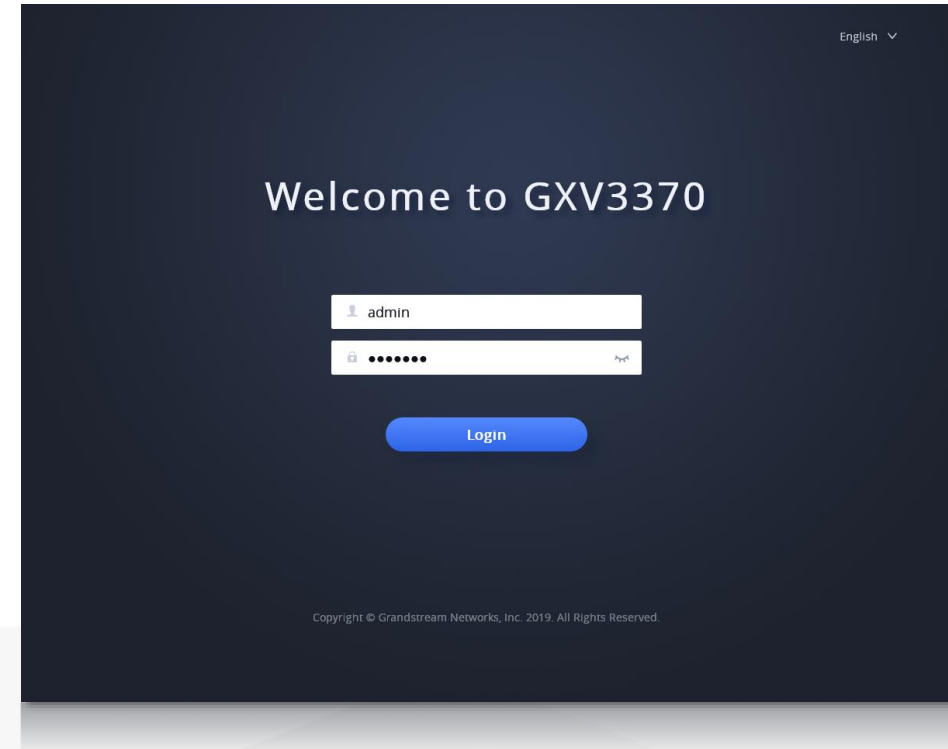 English
Welcome to GXV3370
admin
•••••••
Login
Copyright © Grandstream Networks, Inc. 2019. All Rights Reserved.